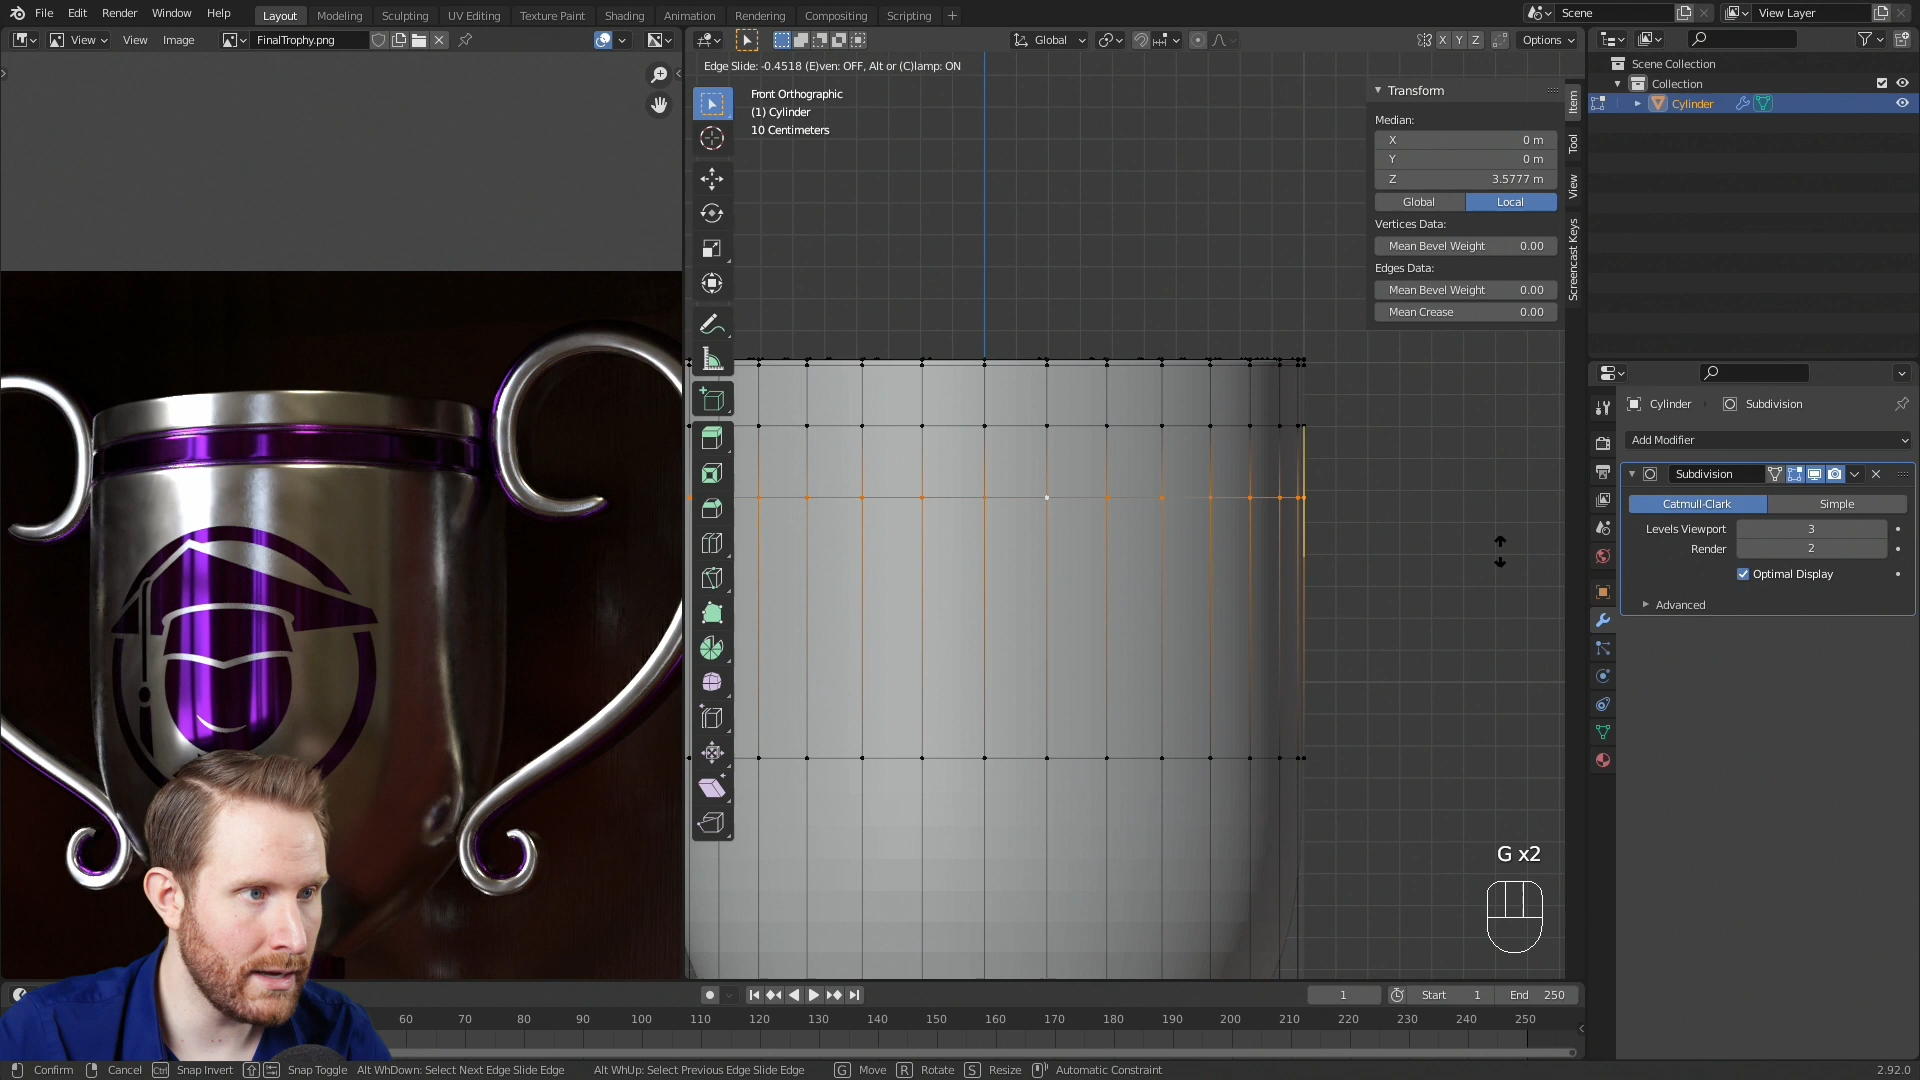 File Edit Render Window Help
Layout Modeling Sculpting UV Editing Texture Paint Shading Animation Rendering Compositing Scripting
Scene View Layer
View View Image FinalTrophy.png
Global Options
X Y Z
Edge Slide: -0.4518 (E)ven: OFF, Alt or (C)lamp: ON
Front Orthographic
(1) Cylinder
10 Centimeters
Transform
Median:
X 0 m
Y 0 m
Z 3.5777 m
Global Local
Vertices Data:
Mean Bevel Weight 0.00
Edges Data:
Mean Bevel Weight 0.00
Mean Crease 0.00
Item
Tool
View
Screencast Keys
Scene Collection
Collection
Cylinder
Cylinder Subdivision
Add Modifier
Subdivision
Catmull-Clark Simple
Levels Viewport 3
Render 2
Optimal Display
Advanced
G x2
1 Start 1 End 250
60 70 80 90 100 110 120 130 140 150 160 170 180 190 200 210 220 230 240 250
Confirm Cancel Ctrl Snap Invert Snap Toggle Alt WhDown: Select Next Edge Slide Edge Alt WhUp: Select Previous Edge Slide Edge G Move R Rotate S Resize Automatic Constraint 2.92.0